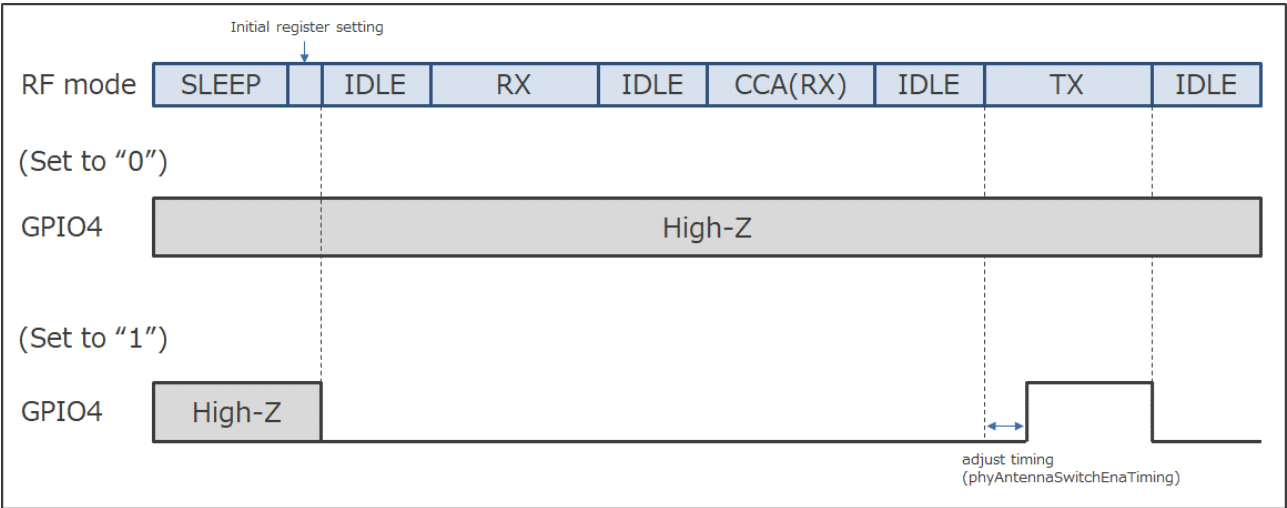 Initial register setting
RF mode SLEEP IDLE RX IDLE CCA(RX) IDLE TX IDLE
(Set to “0”)
GPIO4 High-Z
(Set to “1”)
GPIO4 High-Z
adjust timing
(phyAntennaSwitchEnaTiming)